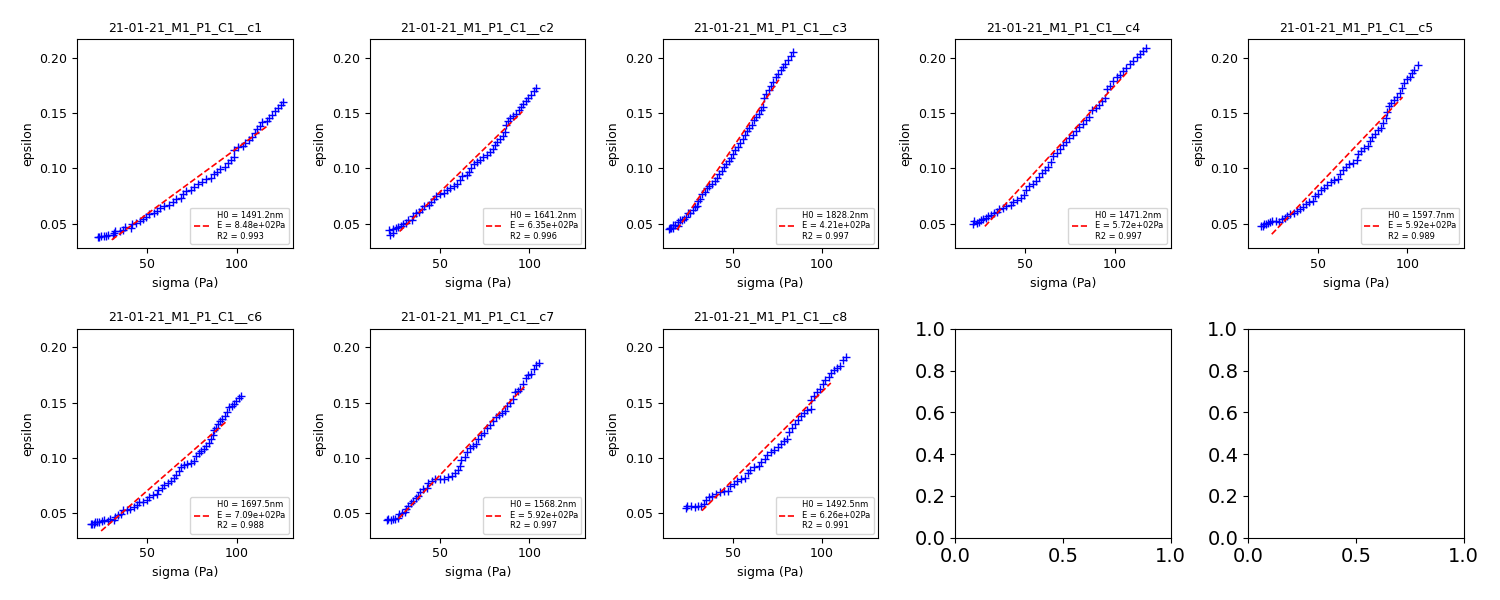 21-01-21_M1_P1_C1__c1
21-01-21_M1_P1_C1__c2
21-01-21_M1_P1_C1__c3
21-01-21_M1_P1_C1__c4
21-01-21_M1_P1_C1__c5
epsilon
0.20
0.15
0.10
0.05
H0 = 1491.2nm
E = 8.48e+02Pa
R2 = 0.993
50 100
sigma (Pa)
epsilon
0.20
0.15
0.10
0.05
H0 = 1641.2nm
E = 6.35e+02Pa
R2 = 0.996
50 100
sigma (Pa)
epsilon
0.20
0.15
0.10
0.05
H0 = 1828.2nm
E = 4.21e+02Pa
R2 = 0.997
50 100
sigma (Pa)
epsilon
0.20
0.15
0.10
0.05
H0 = 1471.2nm
E = 5.72e+02Pa
R2 = 0.997
50 100
sigma (Pa)
epsilon
0.20
0.15
0.10
0.05
H0 = 1597.7nm
E = 5.92e+02Pa
R2 = 0.989
50 100
sigma (Pa)
21-01-21_M1_P1_C1__c6
21-01-21_M1_P1_C1__c7
21-01-21_M1_P1_C1__c8
epsilon
0.20
0.15
0.10
0.05
H0 = 1697.5nm
E = 7.09e+02Pa
R2 = 0.988
50 100
sigma (Pa)
epsilon
0.20
0.15
0.10
0.05
H0 = 1568.2nm
E = 5.92e+02Pa
R2 = 0.997
50 100
sigma (Pa)
epsilon
0.20
0.15
0.10
0.05
H0 = 1492.5nm
E = 6.26e+02Pa
R2 = 0.991
50 100
sigma (Pa)
1.0
0.8
0.6
0.4
0.2
0.0
0.0 0.5 1.0
1.0
0.8
0.6
0.4
0.2
0.0
0.0 0.5 1.0